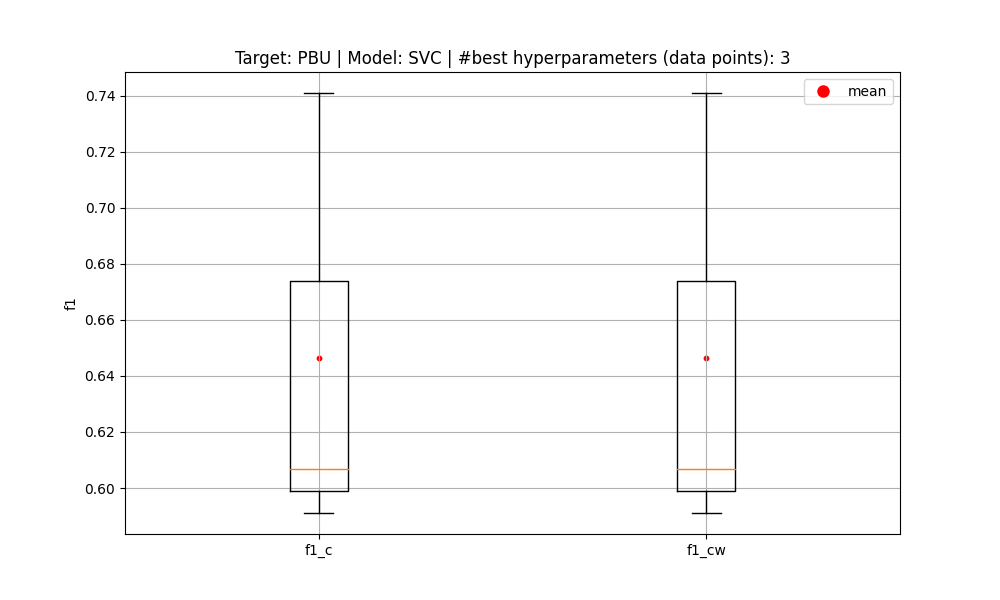 Target: PBU | Model: SVC | #best hyperparameters (data points): 3
mean
0.74
0.72
0.70
0.68
0.66
0.64
0.62
0.60
f1
f1_c
f1_cw